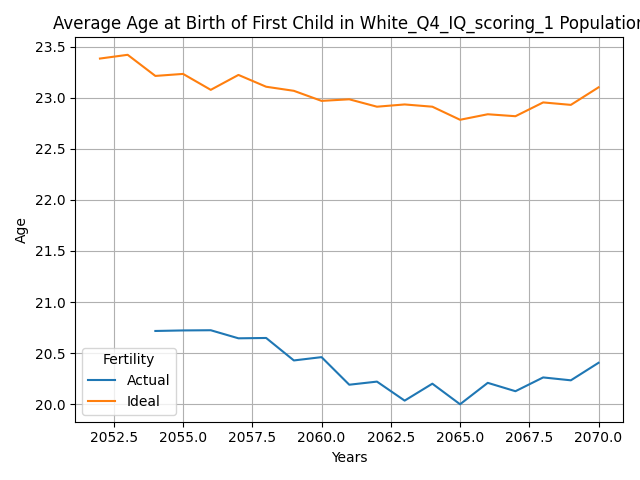 Average Age at Birth of First Child in White_Q4_IQ_scoring_1 Population
23.5
23.0
22.5
22.0
21.5
21.0
20.5
20.0
Age
Fertility
Actual
Ideal
2052.5 2055.0 2057.5 2060.0 2062.5 2065.0 2067.5 2070.0
Years